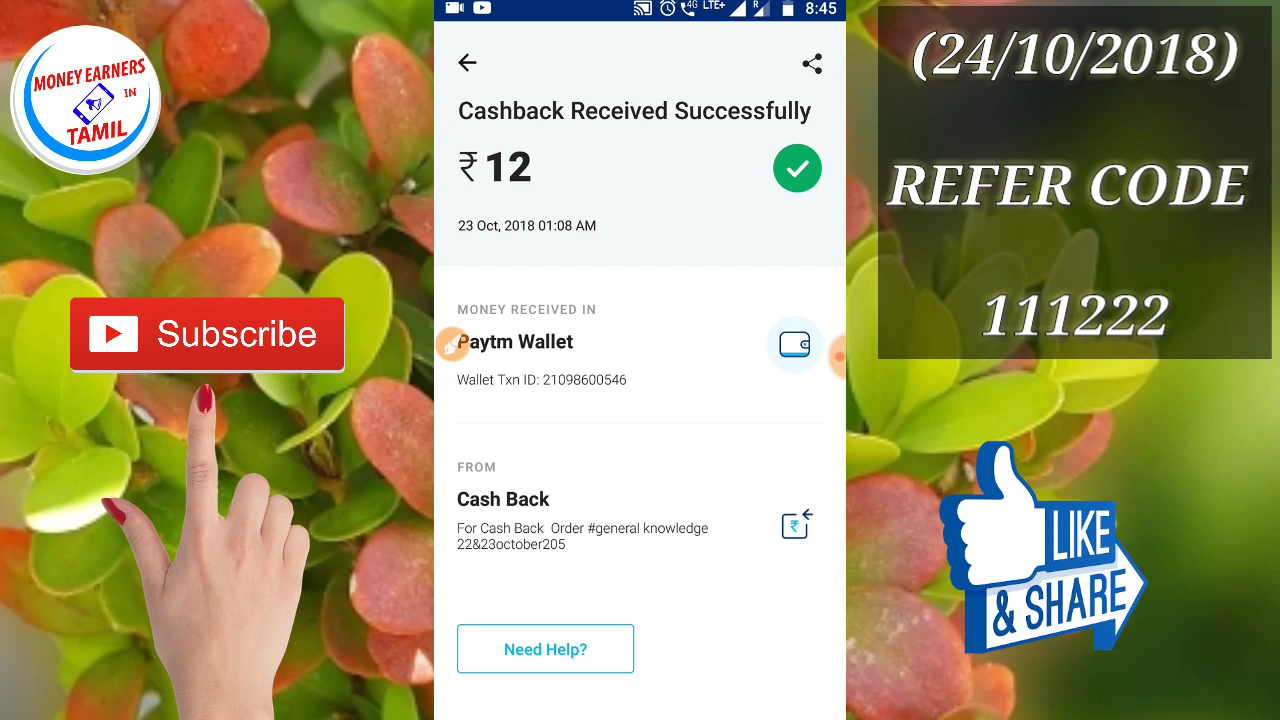 MONEY EARNERS
IN
TAMIL
Subscribe
4G LTE+ R 8:45
Cashback Received Successfully
₹ 12
23 Oct, 2018 01:08 AM
MONEY RECEIVED IN
Paytm Wallet
Wallet Txn ID: 21098600546
FROM
Cash Back
For Cash Back Order #general knowledge
22&23october205
₹
Need Help?
(24/10/2018)
REFER CODE
111222
LIKE
& SHARE